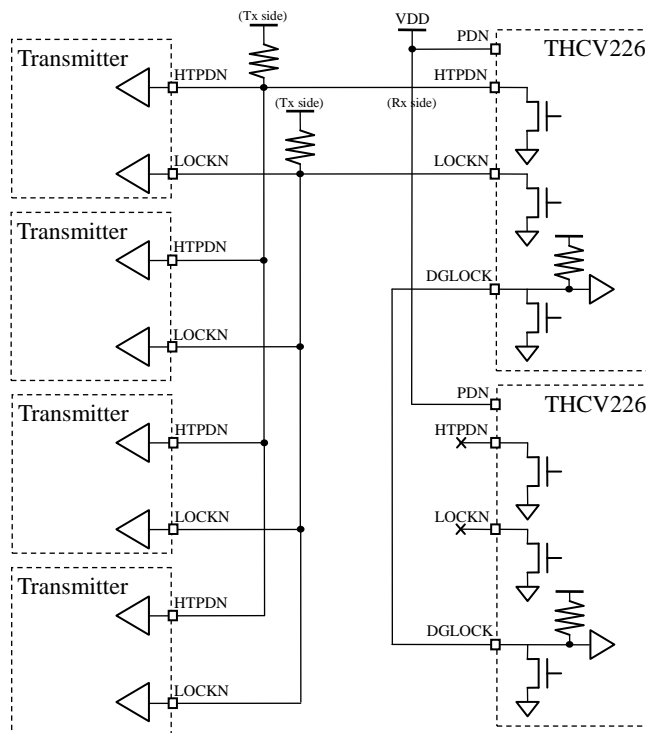 (Tx side)
VDD
Transmitter
HTPDN
LOCKN
(Tx side)
(Rx side)
PDN
THCV226
HTPDN
LOCKN
DGLOCK
Transmitter
HTPDN
LOCKN
Transmitter
HTPDN
LOCKN
PDN
THCV226
HTPDN
LOCKN
DGLOCK
Transmitter
HTPDN
LOCKN